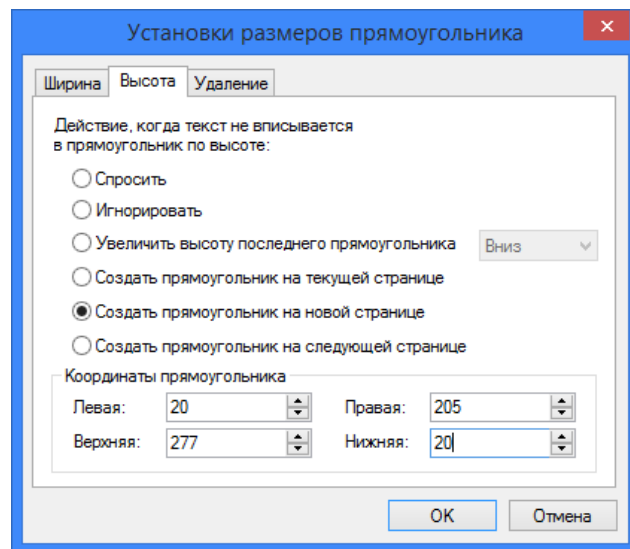 Установки размеров прямоугольника
Ширина Высота Удаление
Действие, когда текст не вписывается
в прямоугольник по высоте:
Спросить
Игнорировать
Увеличить высоту последнего прямоугольника Вниз
Создать прямоугольник на текущей странице
Создать прямоугольник на новой странице
Создать прямоугольник на следующей странице
Координаты прямоугольника
Левая: 20 Правая: 205
Верхняя: 277 Нижняя: 20
OK Отмена